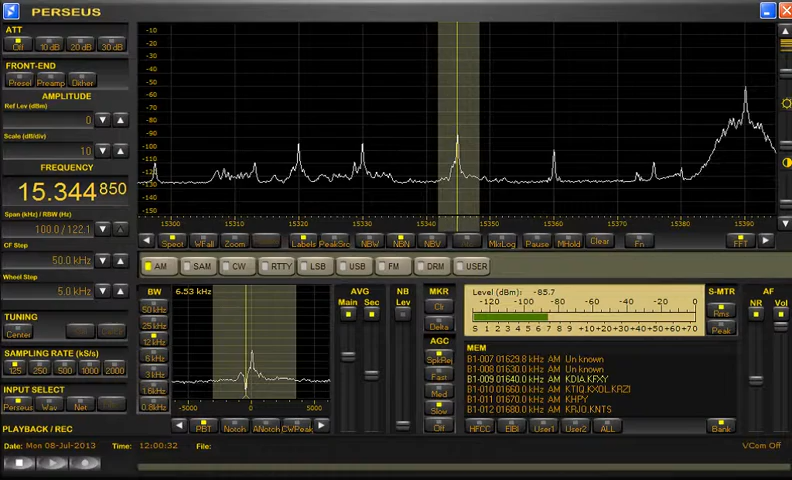 PERSEUS
ATT
Off 10 dB 20 dB 30 dB
FRONT-END
Presel Preamp Dither
AMPLITUDE
Ref Lev (dBm)
0
Scale (dB/div)
10
FREQUENCY
15.344850
Span (kHz) / RBW (Hz)
100.0 / 122.1
CF Step
50.0 kHz
Wheel Step
5.0 kHz
TUNING
Center
SAMPLING RATE (kS/s)
125 250 500 1000 2000
INPUT SELECT
Perseus Wav Net
PLAYBACK / REC
-10
-20
-30
-40
-50
-60
-70
-80
-90
-100
-110
-120
-130
-140
-150
15300 15310 15320 15330 15340 15350 15360 15370 15380 15390
Spect WFall Zoom Labels PeakSrc NBW NBN NBV MkrLog Pause MHold Clear Fn FFT
AM SAM CW RTTY LSB USB FM DRM USER
BW
50kHz
25 kHz
12 kHz
6 kHz
3 kHz
1.6kHz
0.8kHz
6.53 kHz
-5000 0 5000
PBT Notch ANotch CWPeak
AVG
Main Sec
NB
Lev
MKR
Clr
Delta
AGC
SpkRej
Fast
Med
Slow
Off
Level (dBm): -85.7
-120 -100 -80 -60 -40 -20 0
S 1 2 3 4 5 6 7 8 9 +10 +20 +30 +40 +50 +60 +70
S-MTR
Rms
Peak
AF
NR Vol
MEM
B1-007 01629.8 kHz AM Un known
B1-008 01630.0 kHz AM Un known
B1-009 01640.0 kHz AM KDIA.KFXY
B1-010 01660.0 kHz AM KTIQ.KXOL.KRZI
B1-011 01670.0 kHz AM KHPY
B1-012 01680.0 kHz AM KRJO.KNTS
HFCC EIBI User1 User2 ALL Bank
Date: Mon 08-Jul-2013 Time: 12:00:32 File:
VCom Off